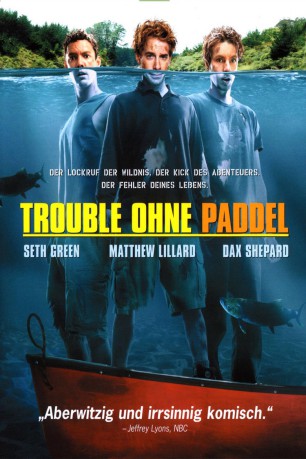 DER LOCKRUF DER WILDNIS. DER KICK DES ABENTEUERS.
DER FEHLER DEINES LEBENS.
TROUBLE OHNE PADDEL
SETH GREEN MATTHEW LILLARD DAX SHEPARD
„Aberwitzig und irrsinnig komisch.“
– Jeffrey Lyons, NBC